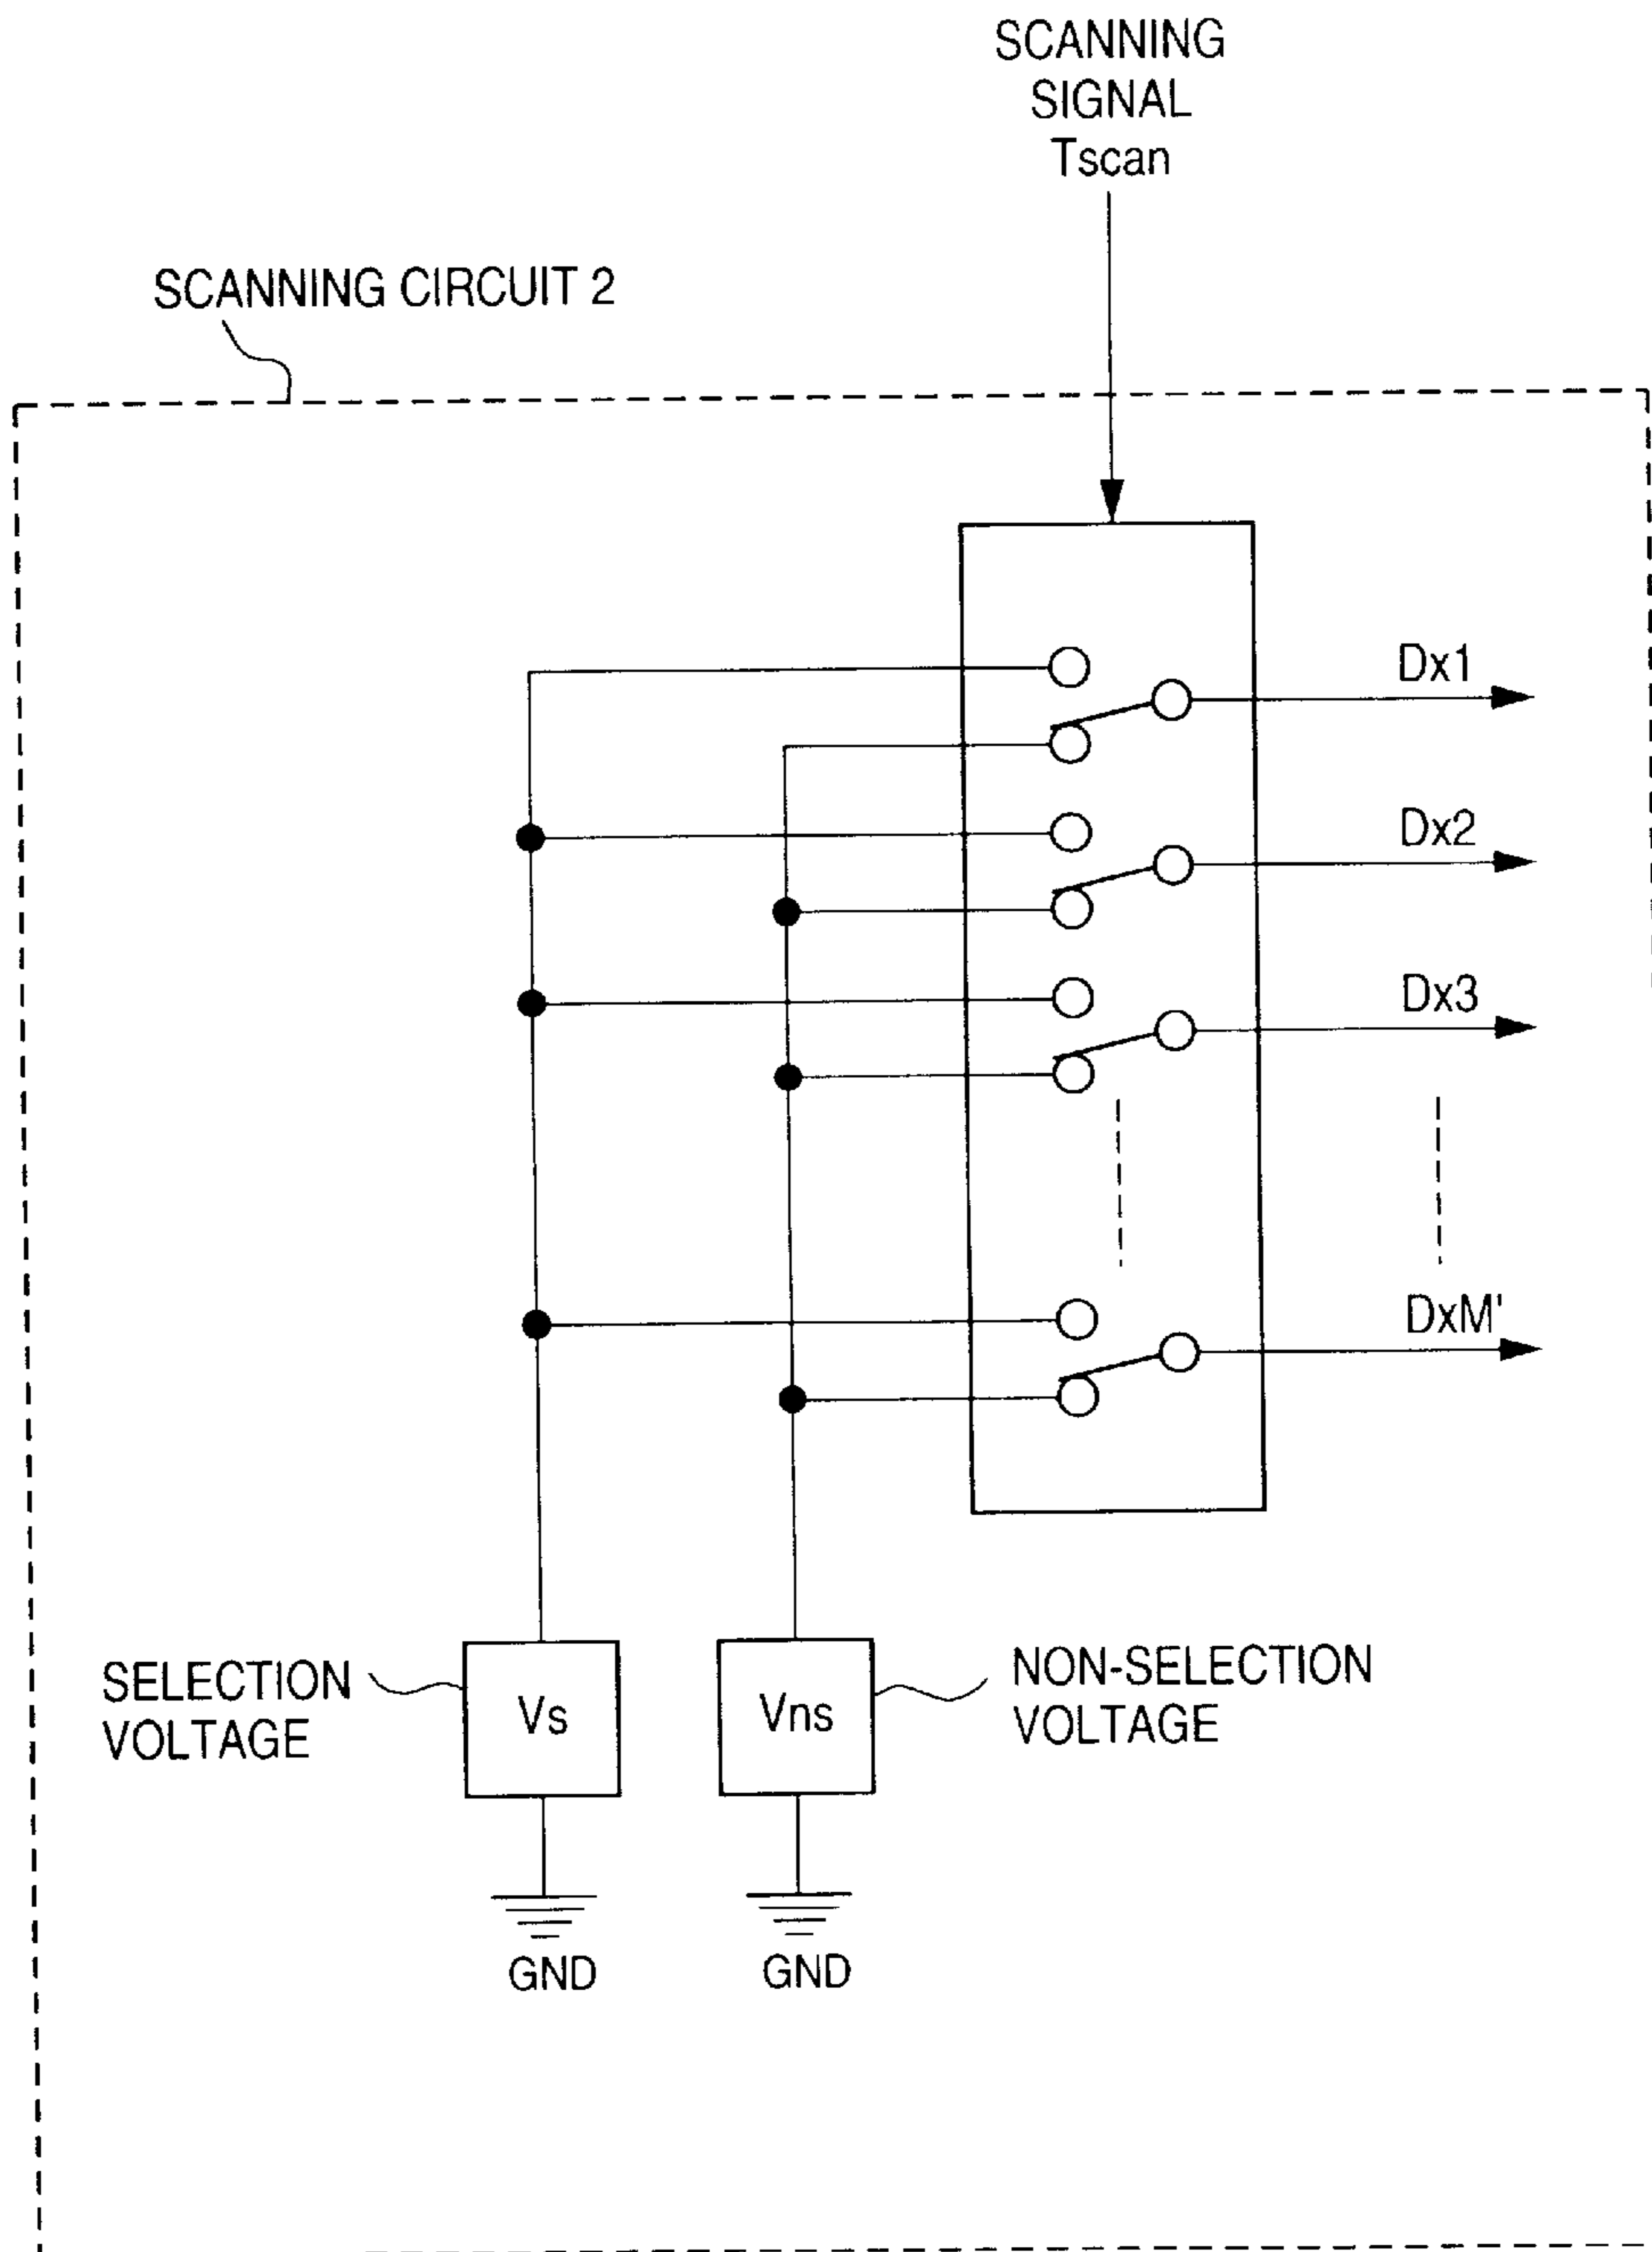 SCANNING
SIGNAL
Tscan
SCANNING CIRCUIT 2
Dx1
Dx2
Dx3
DxM'
SELECTION
VOLTAGE
Vs
Vns
NON-SELECTION
VOLTAGE
GND
GND